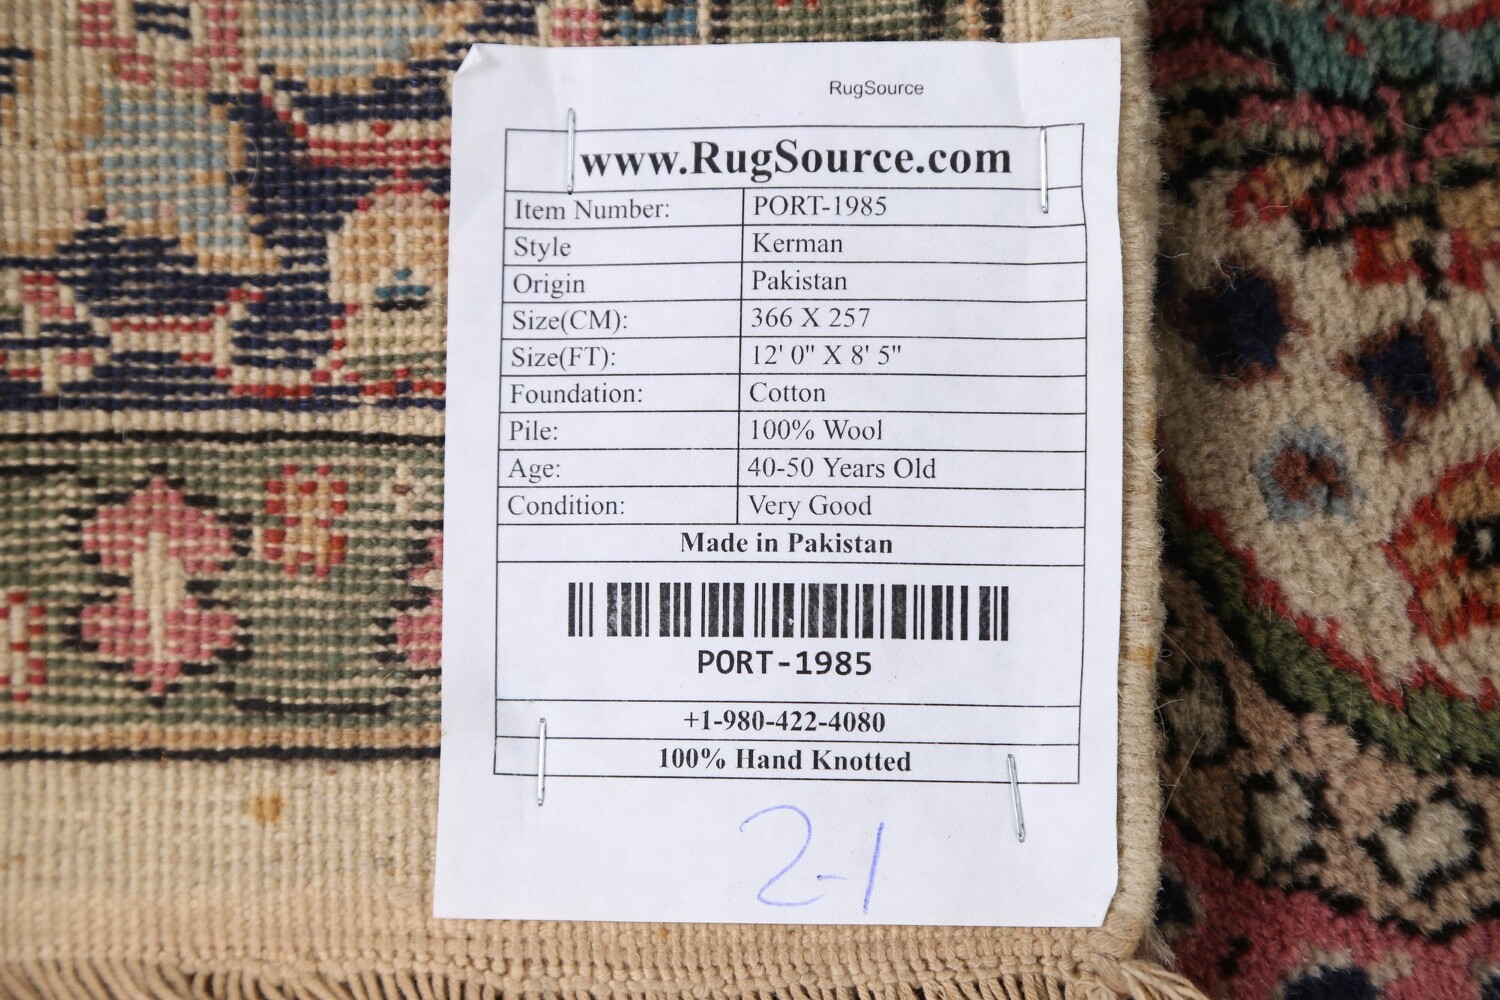 RugSource
www.RugSource.com
Item Number: PORT-1985
Style Kerman
Origin Pakistan
Size(CM): 366 X 257
Size(FT): 12' 0" X 8' 5"
Foundation: Cotton
Pile: 100% Wool
Age: 40-50 Years Old
Condition: Very Good
Made in Pakistan
PORT-1985
+1-980-422-4080
100% Hand Knotted
2-1